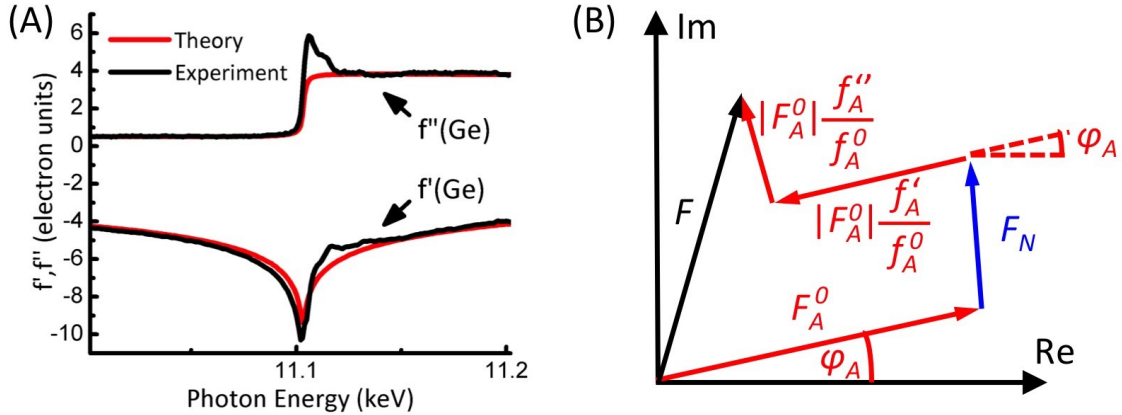 (A)
6
4
2
0
-2
-4
-6
-8
-10
f',f'' (electron units)
Theory
Experiment
f''(Ge)
f'(Ge)
11.1
11.2
Photon Energy (keV)
(B)
Im
|F_A^0| f_A''/f_A^0
φ_A
F
|F_A^0| f_A'/f_A^0
F_N
F_A^0
φ_A
Re